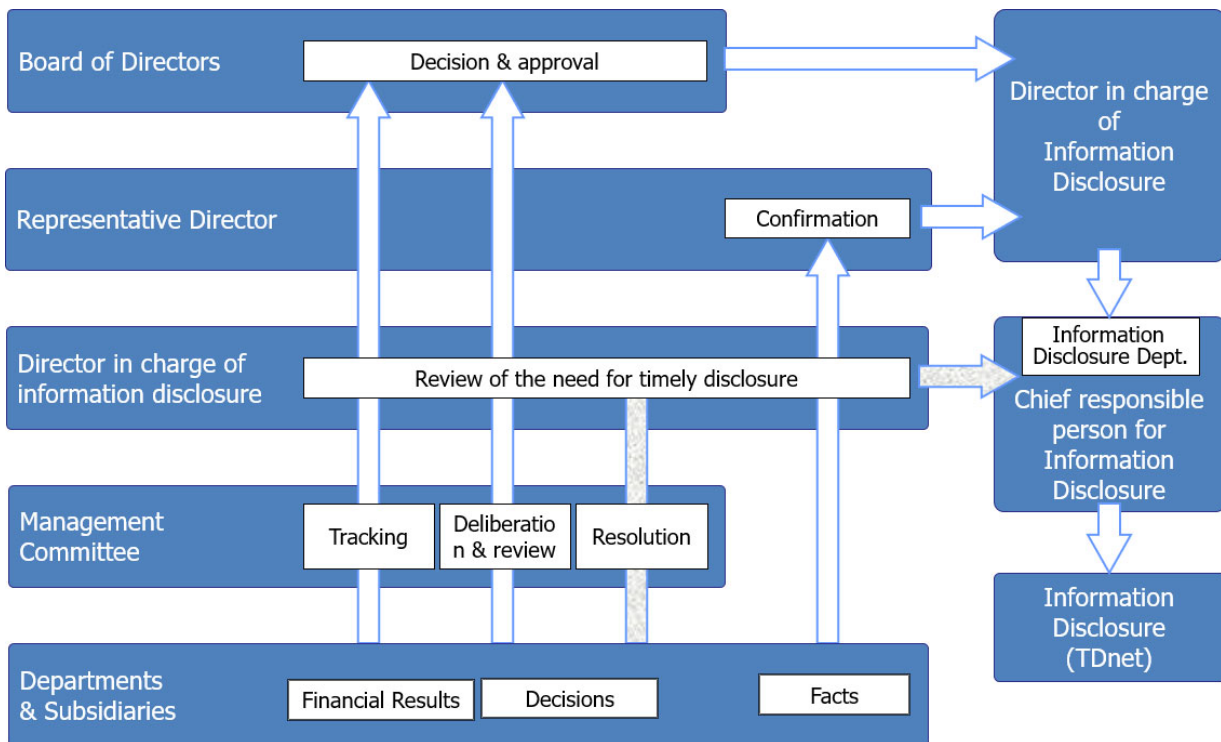 Board of Directors
Decision & approval
Director in charge
of
Information
Disclosure
Representative Director
Confirmation
Director in charge of
information disclosure
Review of the need for timely disclosure
Information
Disclosure Dept.
Chief responsible
person for
Information
Disclosure
Management
Committee
Tracking
Deliberatio
n & review
Resolution
Information
Disclosure
(TDnet)
Departments
& Subsidiaries
Financial Results
Decisions
Facts